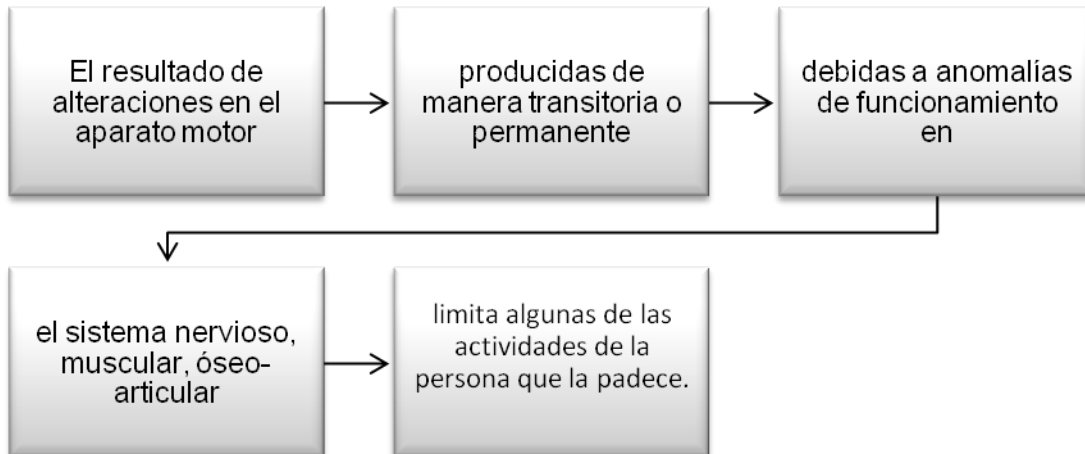 El resultado de
alteraciones en el
aparato motor
producidas de
manera transitoria o
permanente
debidas a anomalías
de funcionamiento
en
el sistema nervioso,
muscular, óseo-
articular
limita algunas de las
actividades de la
persona que la padece.